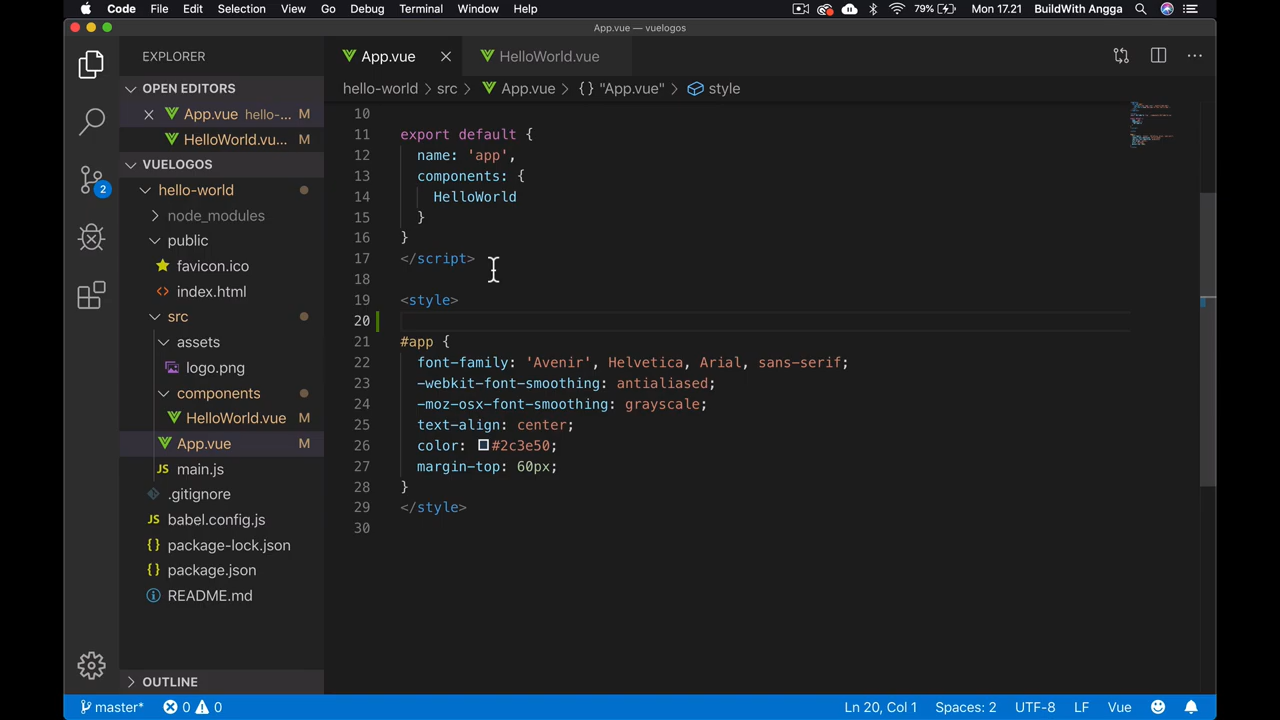 Code File Edit Selection View Go Debug Terminal Window Help 79% Mon 17.21 BuildWith Angga
App.vue — vuelogos
EXPLORER
OPEN EDITORS
App.vue hello-... M
HelloWorld.vu... M
VUELOGOS
hello-world
node_modules
public
favicon.ico
index.html
src
assets
logo.png
components
HelloWorld.vue M
App.vue M
main.js
.gitignore
babel.config.js
package-lock.json
package.json
README.md
OUTLINE
2
App.vue HelloWorld.vue
hello-world > src > App.vue > {} "App.vue" > style
10
11 export default {
12 name: 'app',
13 components: {
14 HelloWorld
15 }
16 }
17 </script>
18
19 <style>
20
21 #app {
22 font-family: 'Avenir', Helvetica, Arial, sans-serif;
23 -webkit-font-smoothing: antialiased;
24 -moz-osx-font-smoothing: grayscale;
25 text-align: center;
26 color: #2c3e50;
27 margin-top: 60px;
28 }
29 </style>
30
master* 0 0 Ln 20, Col 1 Spaces: 2 UTF-8 LF Vue